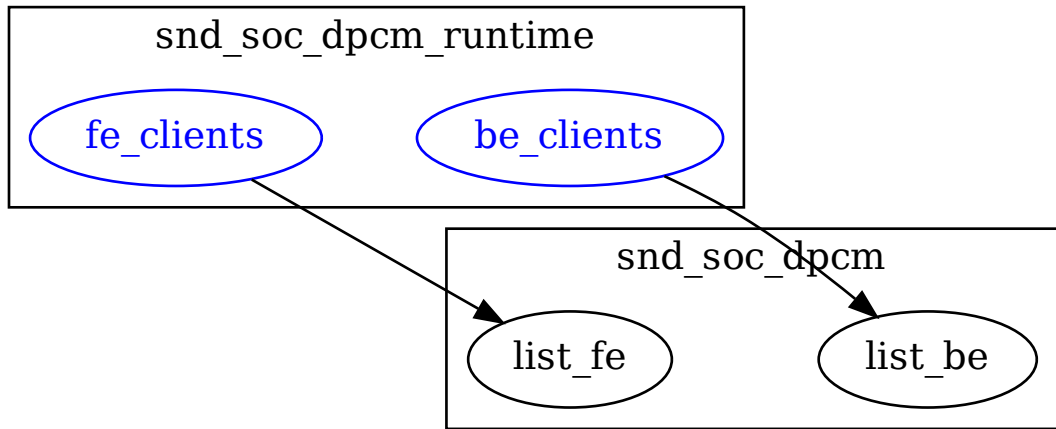 snd_soc_dpcm_runtime
fe_clients
be_clients
snd_soc_dpcm
list_fe
list_be